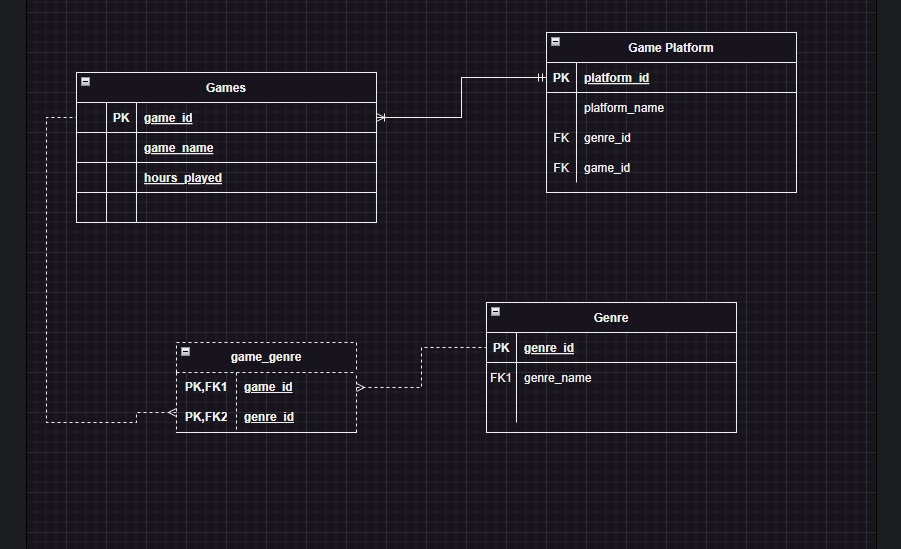 Games
PK game_id
game_name
hours_played
Game Platform
PK platform_id
platform_name
FK genre_id
FK game_id
game_genre
PK,FK1 game_id
PK,FK2 genre_id
Genre
PK genre_id
FK1 genre_name